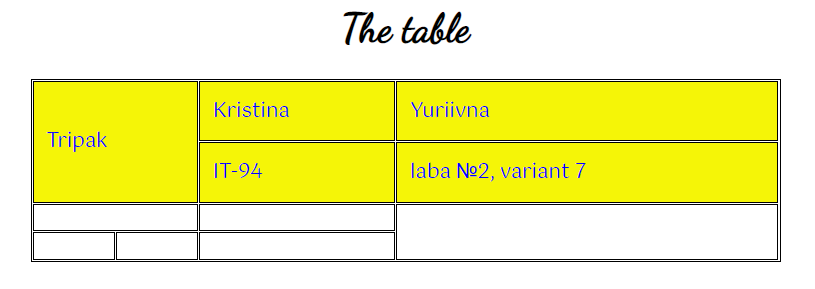 The table
Tripak
Kristina
Yuriivna
IT-94
laba №2, variant 7